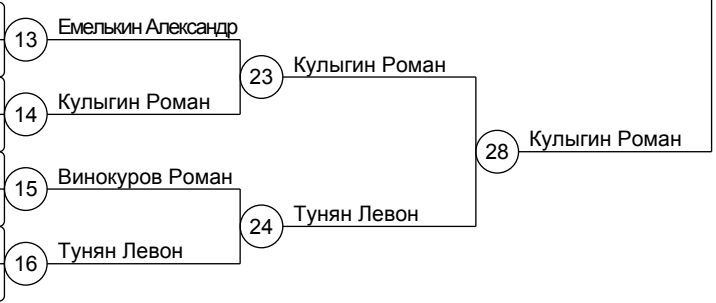 13 Емелькин Александр
23 Кулыгин Роман
14 Кулыгин Роман
28 Кулыгин Роман
15 Винокуров Роман
24 Тунян Левон
16 Тунян Левон